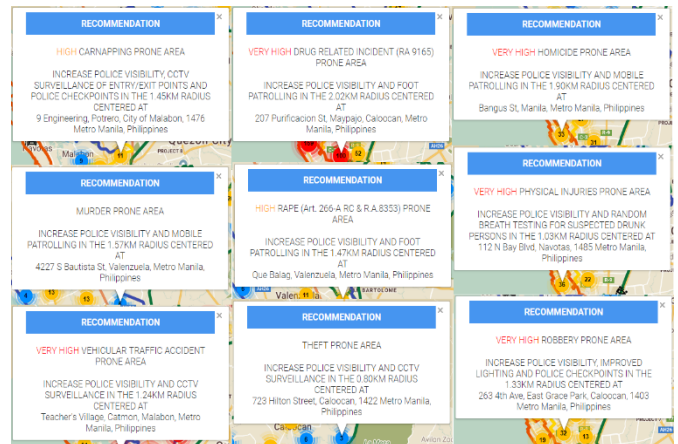 RECOMMENDATION
×
HIGH CARNAPPING PRONE AREA
INCREASE POLICE VISIBILITY, CCTV
SURVEILLANCE OF ENTRY/EXIT POINTS AND
POLICE CHECKPOINTS IN THE 1.45KM RADIUS
CENTERED AT
9 Engineering, Potrero, City of Malabon, 1476
Metro Manila, Philippines
Malabon
11
RECOMMENDATION
×
VERY HIGH DRUG RELATED INCIDENT (RA 9165)
PRONE AREA
INCREASE POLICE VISIBILITY AND FOOT
PATROLLING IN THE 2.02KM RADIUS CENTERED
AT
207 Purificacion St, Maypajo, Caloocan, Metro
Manila, Philippines
RECOMMENDATION
×
VERY HIGH HOMICIDE PRONE AREA
INCREASE POLICE VISIBILITY AND MOBILE
PATROLLING IN THE 1.90KM RADIUS CENTERED
AT
Bangus St, Manila, Metro Manila, Philippines
33
RECOMMENDATION
×
MURDER PRONE AREA
INCREASE POLICE VISIBILITY AND MOBILE
PATROLLING IN THE 1.57KM RADIUS CENTERED
AT
4227 S Bautista St, Valenzuela, Metro Manila,
Philippines
4
13
13
RECOMMENDATION
×
HIGH RAPE (Art. 266-A RC & R.A.8353) PRONE
AREA
INCREASE POLICE VISIBILITY AND FOOT
PATROLLING IN THE 1.47KM RADIUS CENTERED
AT
Que Balag, Valenzuela, Metro Manila, Philippines
11
RECOMMENDATION
×
VERY HIGH PHYSICAL INJURIES PRONE AREA
INCREASE POLICE VISIBILITY AND RANDOM
BREATH TESTING FOR SUSPECTED DRUNK
PERSONS IN THE 1.03KM RADIUS CENTERED AT
112 N Bay Blvd, Navotas, 1485 Metro Manila,
Philippines
36
22
RECOMMENDATION
×
VERY HIGH VEHICULAR TRAFFIC ACCIDENT
PRONE AREA
INCREASE POLICE VISIBILITY AND CCTV
SURVEILLANCE IN THE 1.24KM RADIUS
CENTERED AT
Teacher's Village, Catmon, Malabon, Metro
Manila, Philippines
RECOMMENDATION
×
THEFT PRONE AREA
INCREASE POLICE VISIBILITY AND CCTV
SURVEILLANCE IN THE 0.80KM RADIUS
CENTERED AT
723 Hilton Street, Caloocan, 1422 Metro Manila,
Philippines
Caloocan
RECOMMENDATION
×
VERY HIGH ROBBERY PRONE AREA
INCREASE POLICE VISIBILITY, IMPROVED
LIGHTING AND POLICE CHECKPOINTS IN THE
1.33KM RADIUS CENTERED AT
263 4th Ave, East Grace Park, Caloocan, 1403
Metro Manila, Philippines
19
32
13